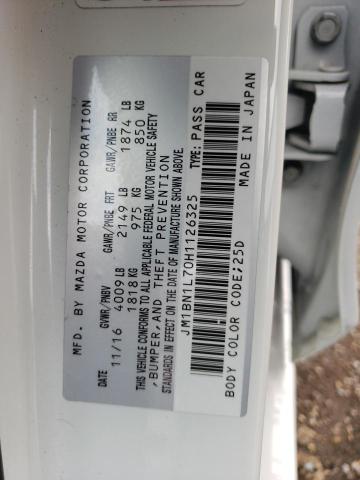 MFD. BY MAZDA MOTOR CORPORATION
DATE GVWR/PNBV GAWR/PNBE FRT GAWR/PNBE RR
11/16 4009 LB 2149 LB 1874 LB
1818 KG 975 KG 850 KG
THIS VEHICLE CONFORMS TO ALL APPLICABLE FEDERAL MOTOR VEHICLE SAFETY
,BUMPER,AND THEFT PREVENTION
STANDARDS IN EFFECT ON THE DATE OF MANUFACTURE SHOWN ABOVE.
JM1BN1L70H1126325 TYPE: PASS CAR
BODY COLOR CODE;25D MADE IN JAPAN